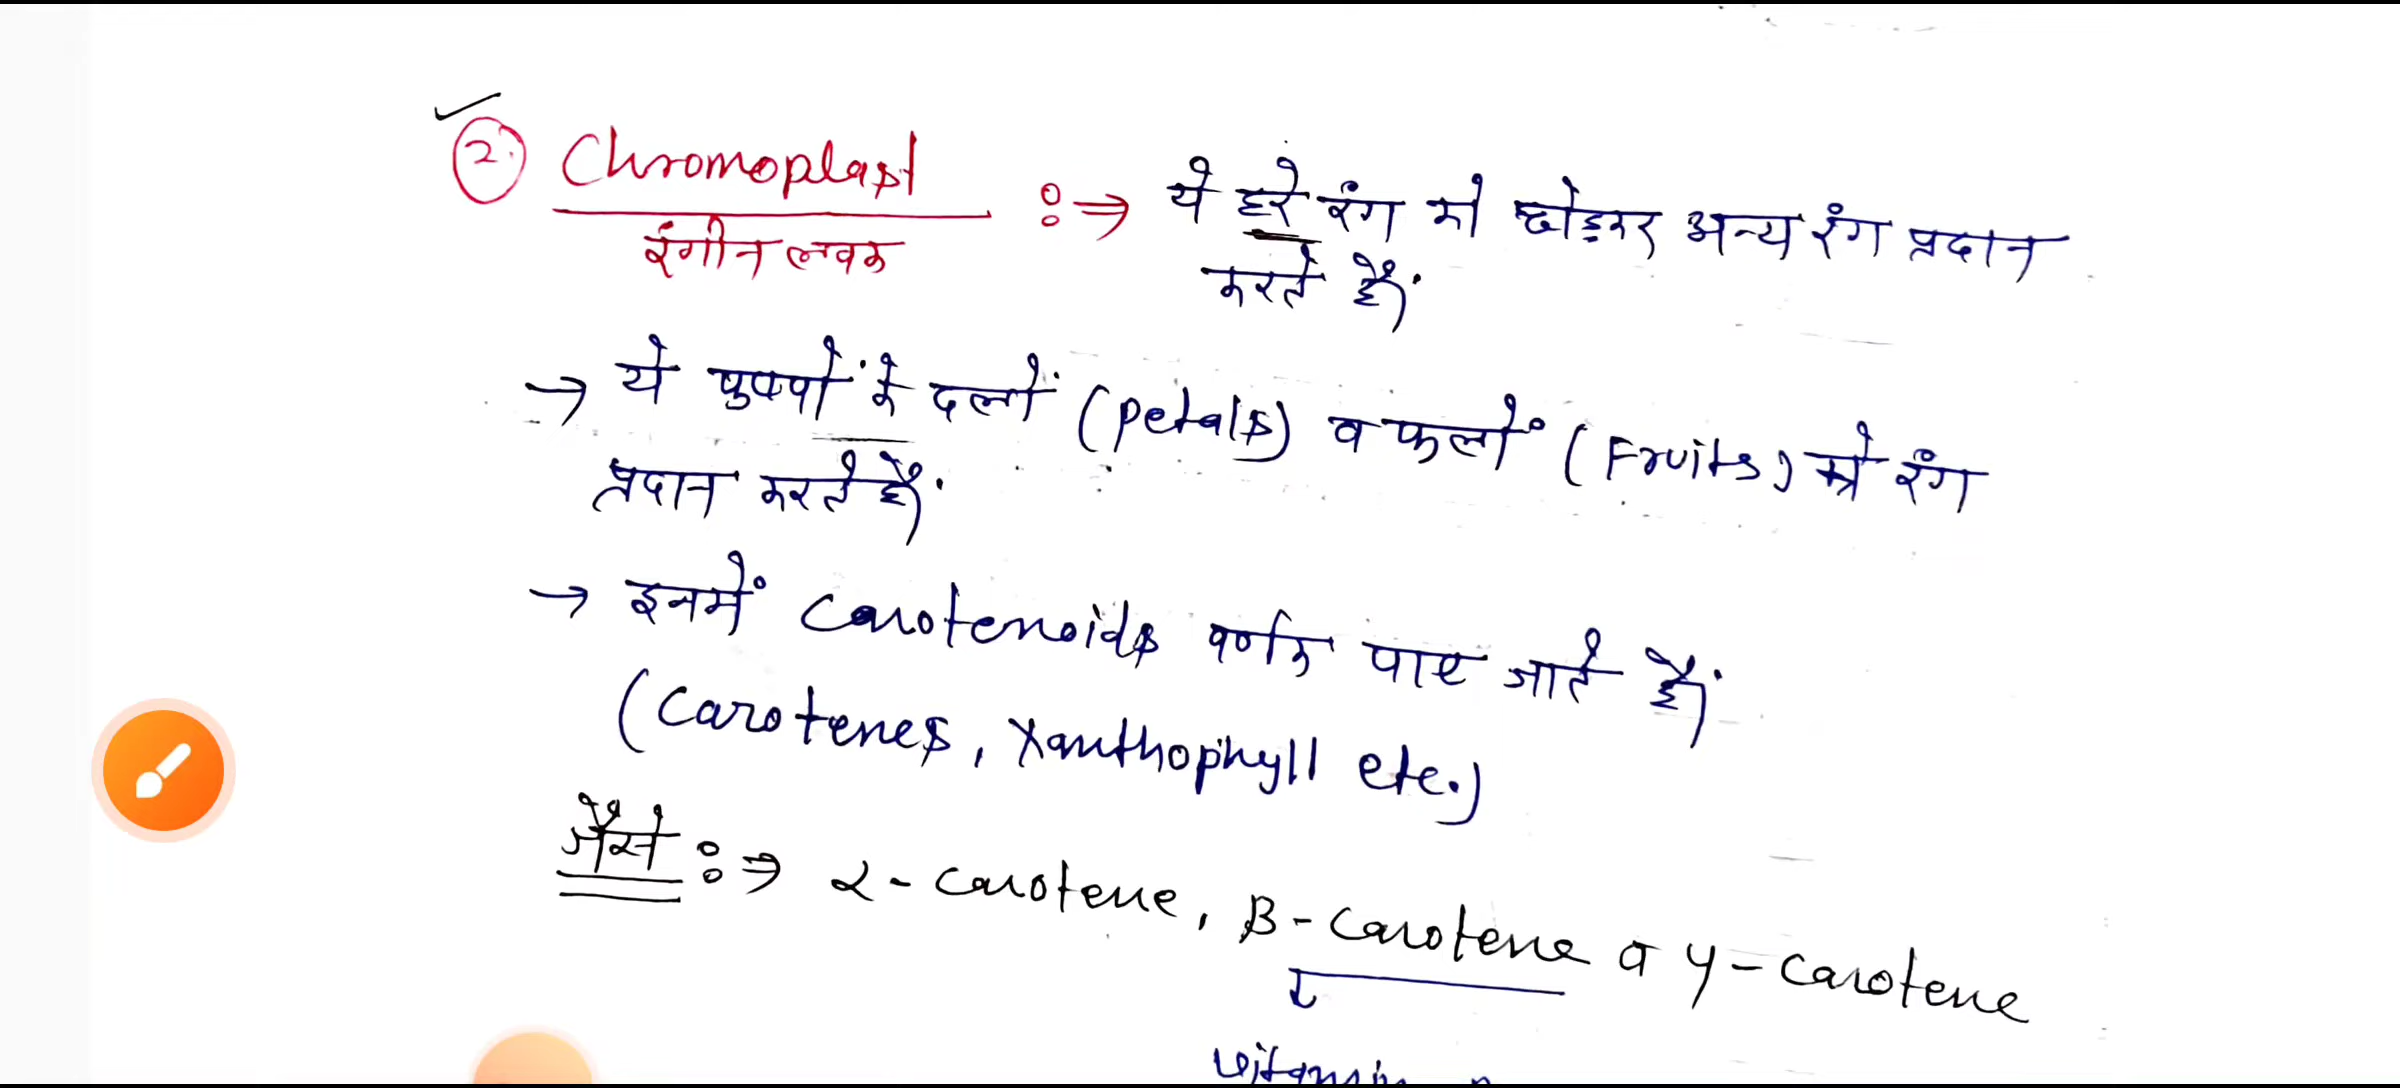 2. Chromoplast
रंगीन लवक
:⇒ ये हरे रंग को छोड़कर अन्य रंग प्रदान
करते हैं।
→ ये पुष्पों के दलों (Petals) व फलों (Fruits) को रंग
प्रदान करते हैं।
→ इनमें Carotenoids वर्णक पाए जाते हैं।
(Carotenes, Xanthophyll etc.)
जैसे :⇒ α-carotene, β-carotene व γ-carotene
vitamin